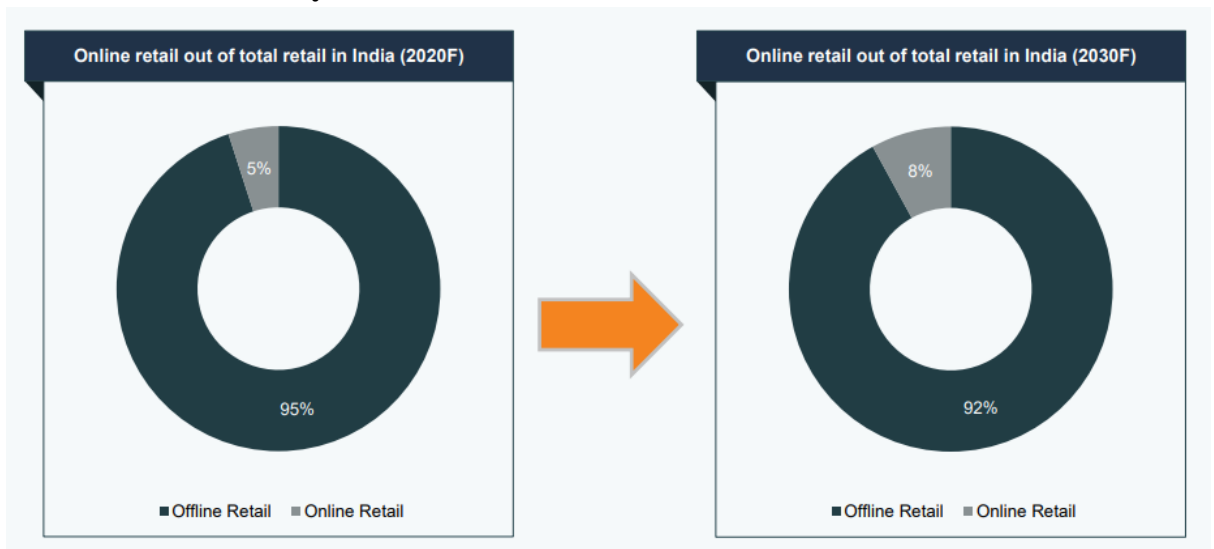 Online retail out of total retail in India (2020F)
5%
95%
Offline Retail Online Retail
Online retail out of total retail in India (2030F)
8%
92%
Offline Retail Online Retail